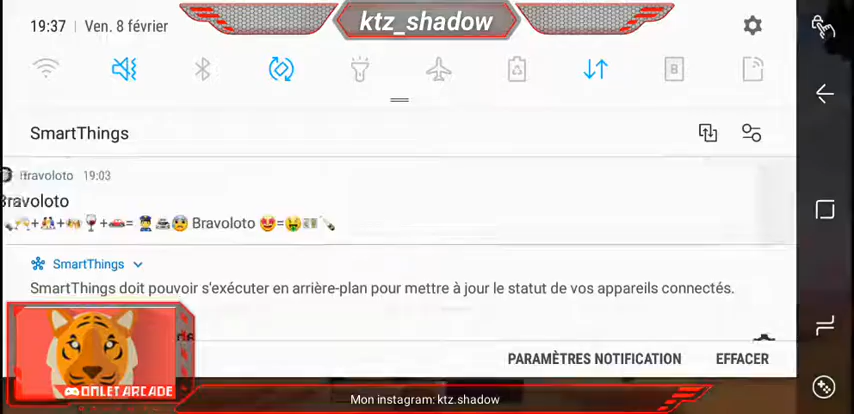 19:37 | Ven. 8 février
ktz_shadow
B
SmartThings
Bravoloto 19:03
Bravoloto
🍾🥂+👯+🍻🍷+🚗= 👮🚔😰 Bravoloto 😍=🤑💵🍾
SmartThings
SmartThings doit pouvoir s'exécuter en arrière-plan pour mettre à jour le statut de vos appareils connectés.
PARAMÈTRES NOTIFICATION EFFACER
OMLET ARCADE
Mon instagram: ktz.shadow